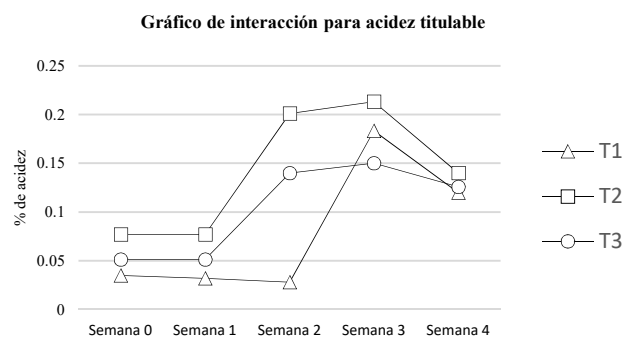 Gráfico de interacción para acidez titulable
0.25
0.2
0.15
0.1
0.05
0
% de acidez
Semana 0 Semana 1 Semana 2 Semana 3 Semana 4
T1
T2
T3